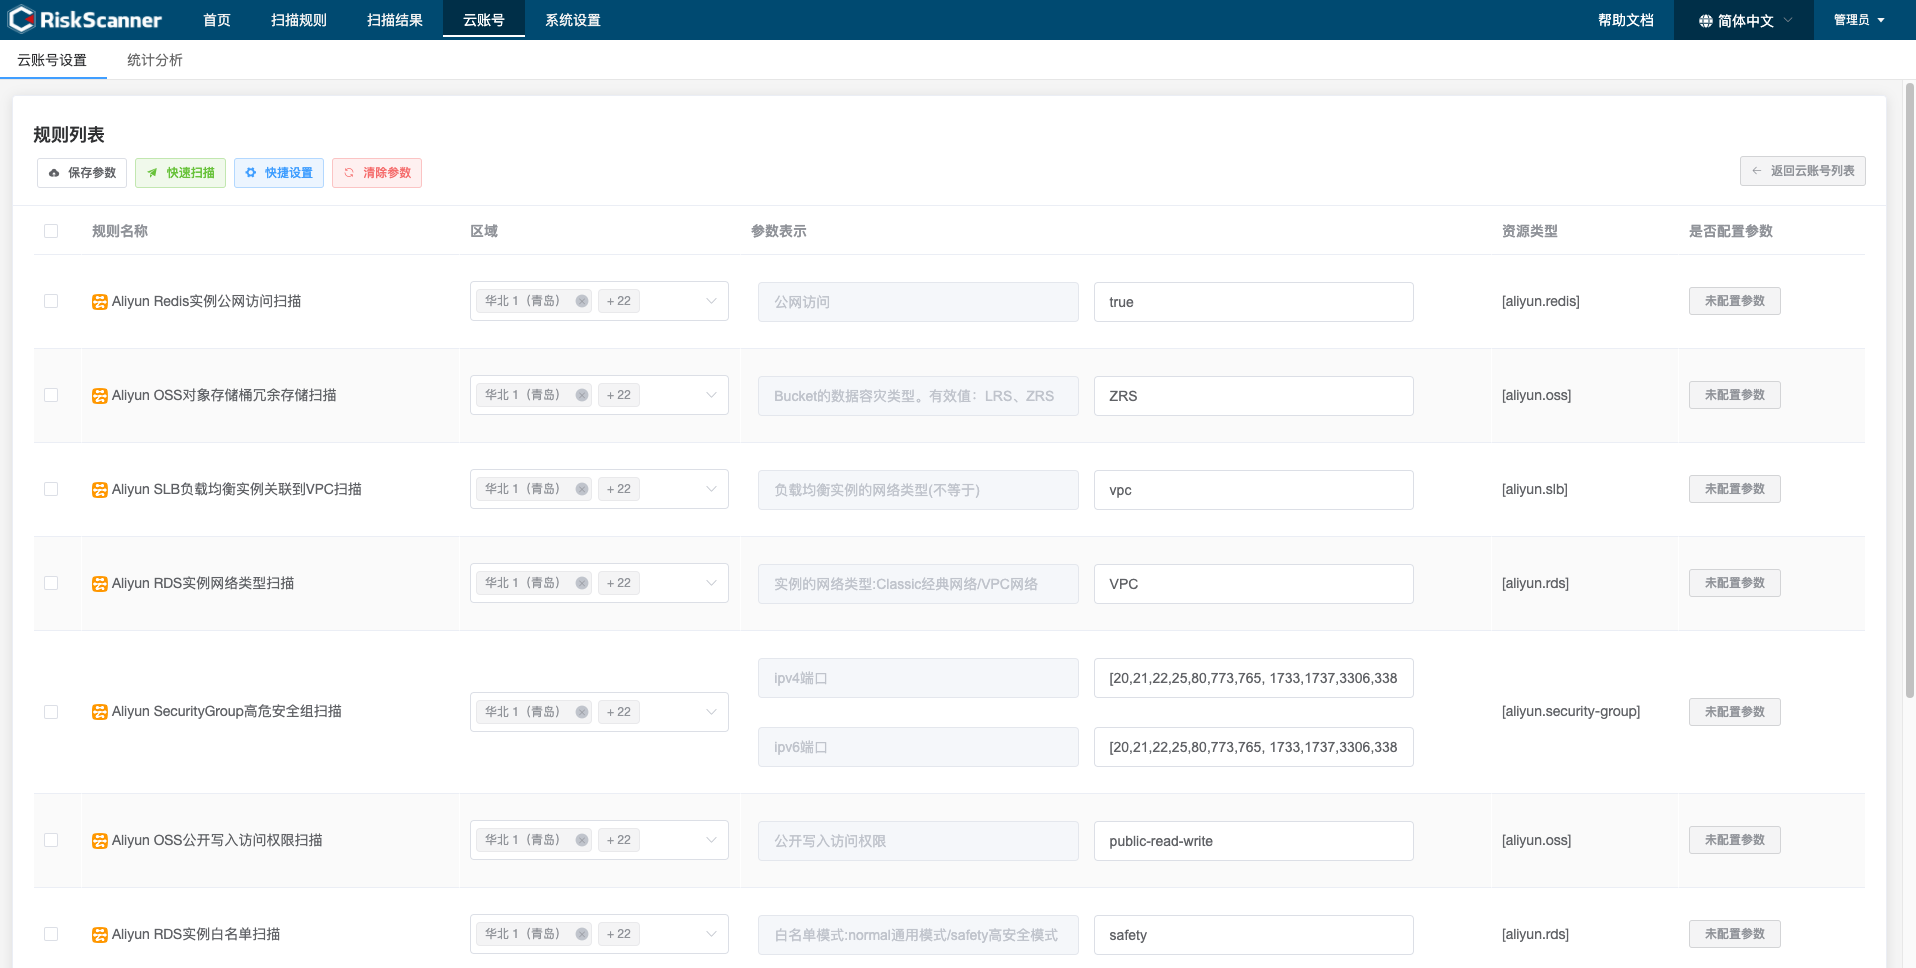 RiskScanner 首页 扫描规则 扫描结果 云账号 系统设置 帮助文档 简体中文 管理员
云账号设置 统计分析
规则列表
保存参数 快速扫描 快捷设置 清除参数 返回云账号列表
规则名称 区域 参数表示 资源类型 是否配置参数
Aliyun Redis实例公网访问扫描 华北 1（青岛） + 22 公网访问 true [aliyun.redis] 未配置参数
Aliyun OSS对象存储桶冗余存储扫描 华北 1（青岛） + 22 Bucket的数据容灾类型。有效值：LRS、ZRS ZRS [aliyun.oss] 未配置参数
Aliyun SLB负载均衡实例关联到VPC扫描 华北 1（青岛） + 22 负载均衡实例的网络类型(不等于) vpc [aliyun.slb] 未配置参数
Aliyun RDS实例网络类型扫描 华北 1（青岛） + 22 实例的网络类型:Classic经典网络/VPC网络 VPC [aliyun.rds] 未配置参数
ipv4端口 [20,21,22,25,80,773,765, 1733,1737,3306,338
Aliyun SecurityGroup高危安全组扫描 华北 1（青岛） + 22 [aliyun.security-group] 未配置参数
ipv6端口 [20,21,22,25,80,773,765, 1733,1737,3306,338
Aliyun OSS公开写入访问权限扫描 华北 1（青岛） + 22 公开写入访问权限 public-read-write [aliyun.oss] 未配置参数
Aliyun RDS实例白名单扫描 华北 1（青岛） + 22 白名单模式:normal通用模式/safety高安全模式 safety [aliyun.rds] 未配置参数